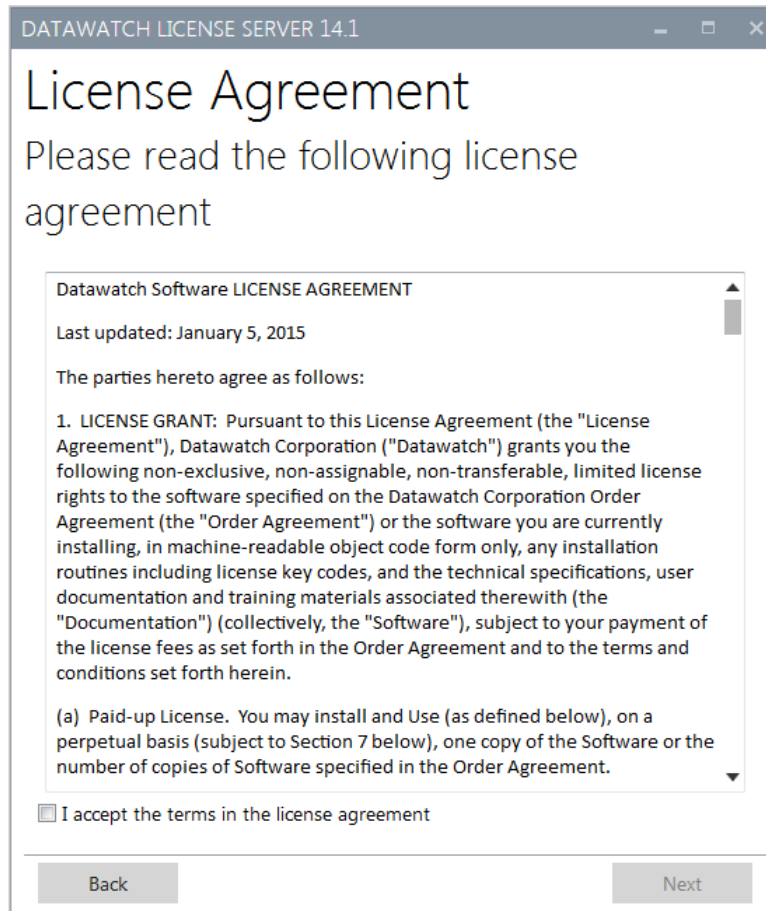 DATAWATCH LICENSE SERVER 14.1
License Agreement
Please read the following license
agreement
Datawatch Software LICENSE AGREEMENT
Last updated: January 5, 2015
The parties hereto agree as follows:
1.  LICENSE GRANT:  Pursuant to this License Agreement (the "License
Agreement"), Datawatch Corporation ("Datawatch") grants you the
following non-exclusive, non-assignable, non-transferable, limited license
rights to the software specified on the Datawatch Corporation Order
Agreement (the "Order Agreement") or the software you are currently
installing, in machine-readable object code form only, any installation
routines including license key codes, and the technical specifications, user
documentation and training materials associated therewith (the
"Documentation") (collectively, the "Software"), subject to your payment of
the license fees as set forth in the Order Agreement and to the terms and
conditions set forth herein.
(a)  Paid-up License.  You may install and Use (as defined below), on a
perpetual basis (subject to Section 7 below), one copy of the Software or the
number of copies of Software specified in the Order Agreement.
I accept the terms in the license agreement
Back
Next